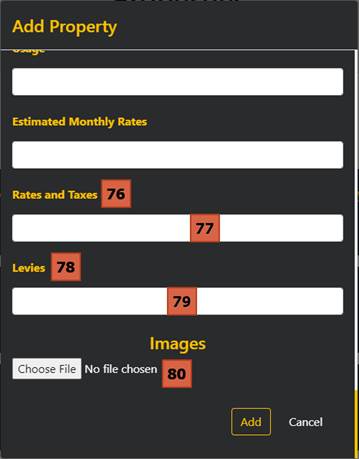 Add Property
Usage
Estimated Monthly Rates
Rates and Taxes 76
77
Levies 78
79
Images
Choose File No file chosen 80
Add Cancel